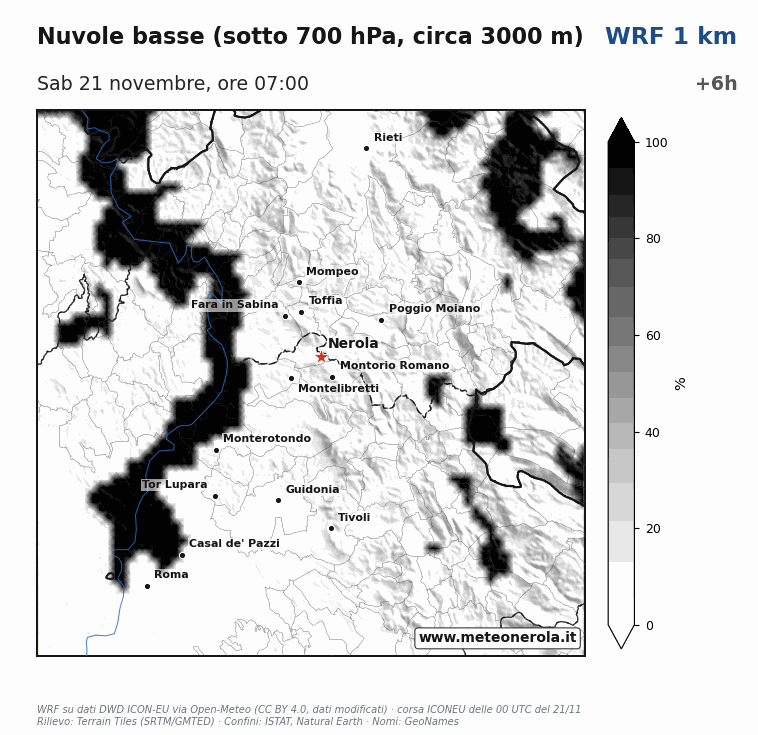 Nuvole basse (sotto 700 hPa, circa 3000 m) WRF 1 km
Sab 21 novembre, ore 07:00 +6h
Rieti
Mompeo
Toffia
Fara in Sabina
Poggio Moiano
Nerola
Montorio Romano
Montelibretti
Monterotondo
Tor Lupara
Guidonia
Tivoli
Casal de' Pazzi
Roma
www.meteonerola.it
100
80
60
40
20
0
%
WRF su dati DWD ICON-EU via Open-Meteo (CC BY 4.0, dati modificati) · corsa ICONEU delle 00 UTC del 21/11
Rilievo: Terrain Tiles (SRTM/GMTED) · Confini: ISTAT, Natural Earth · Nomi: GeoNames